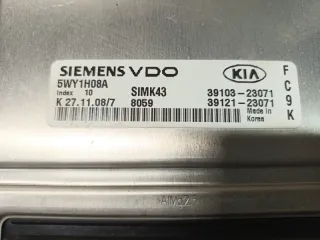 SIEMENS VDO KIA F
5WY1H08A C
Index 10 SIMK43 39103-23071 9
K 27.11.08/7 8059 39121-23071 K
Made in
Korea